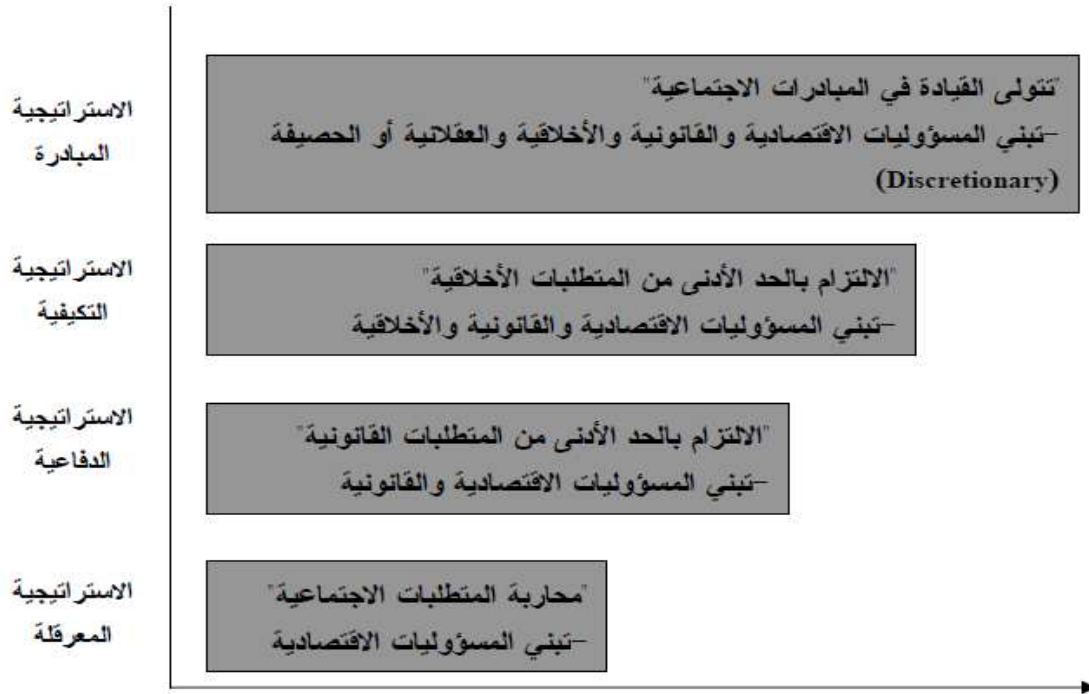 الاستراتيجية
المبادرة
"تتولى القيادة في المبادرات الاجتماعية"
–تبني المسؤوليات الاقتصادية والقانونية والأخلاقية والعقلانية أو الحصيفة
(Discretionary)
الاستراتيجية
التكيفية
"الالتزام بالحد الأدنى من المتطلبات الأخلاقية"
–تبني المسؤوليات الاقتصادية والقانونية والأخلاقية
الاستراتيجية
الدفاعية
"الالتزام بالحد الأدنى من المتطلبات القانونية"
–تبني المسؤوليات الاقتصادية والقانونية
الاستراتيجية
المعرقلة
"محاربة المتطلبات الاجتماعية"
–تبني المسؤوليات الاقتصادية